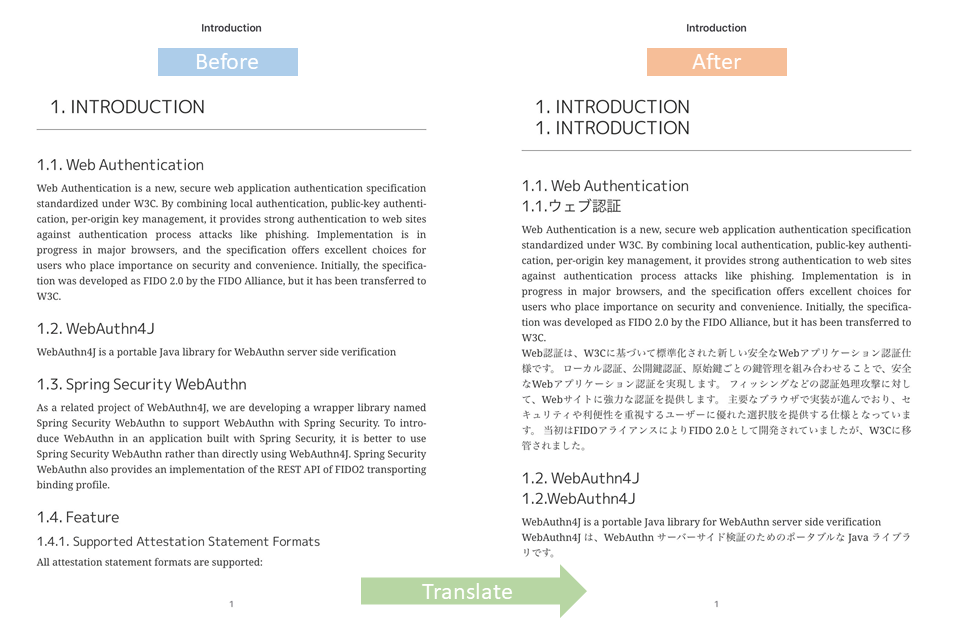 Introduction
Before
1. INTRODUCTION
1.1. Web Authentication
Web Authentication is a new, secure web application authentication specification
standardized under W3C. By combining local authentication, public-key authenti-
cation, per-origin key management, it provides strong authentication to web sites
against authentication process attacks like phishing. Implementation is in
progress in major browsers, and the specification offers excellent choices for
users who place importance on security and convenience. Initially, the specifica-
tion was developed as FIDO 2.0 by the FIDO Alliance, but it has been transferred to
W3C.
1.2. WebAuthn4J
WebAuthn4J is a portable Java library for WebAuthn server side verification
1.3. Spring Security WebAuthn
As a related project of WebAuthn4J, we are developing a wrapper library named
Spring Security WebAuthn to support WebAuthn with Spring Security. To intro-
duce WebAuthn in an application built with Spring Security, it is better to use
Spring Security WebAuthn rather than directly using WebAuthn4J. Spring Security
WebAuthn also provides an implementation of the REST API of FIDO2 transporting
binding profile.
1.4. Feature
1.4.1. Supported Attestation Statement Formats
All attestation statement formats are supported:
1
Translate
Introduction
After
1. INTRODUCTION
1. INTRODUCTION
1.1. Web Authentication
1.1.ウェブ認証
Web Authentication is a new, secure web application authentication specification
standardized under W3C. By combining local authentication, public-key authenti-
cation, per-origin key management, it provides strong authentication to web sites
against authentication process attacks like phishing. Implementation is in
progress in major browsers, and the specification offers excellent choices for
users who place importance on security and convenience. Initially, the specifica-
tion was developed as FIDO 2.0 by the FIDO Alliance, but it has been transferred to
W3C.
Web認証は、W3Cに基づいて標準化された新しい安全なWebアプリケーション認証仕
様です。 ローカル認証、公開鍵認証、原始鍵ごとの鍵管理を組み合わせることで、安全
なWebアプリケーション認証を実現します。 フィッシングなどの認証処理攻撃に対し
て、Webサイトに強力な認証を提供します。 主要なブラウザで実装が進んでおり、セ
キュリティや利便性を重視するユーザーに優れた選択肢を提供する仕様となっていま
す。 当初はFIDOアライアンスによりFIDO 2.0として開発されていましたが、W3Cに移
管されました。
1.2. WebAuthn4J
1.2.WebAuthn4J
WebAuthn4J is a portable Java library for WebAuthn server side verification
WebAuthn4J は、WebAuthn サーバーサイド検証のためのポータブルな Java ライブラ
リです。
1